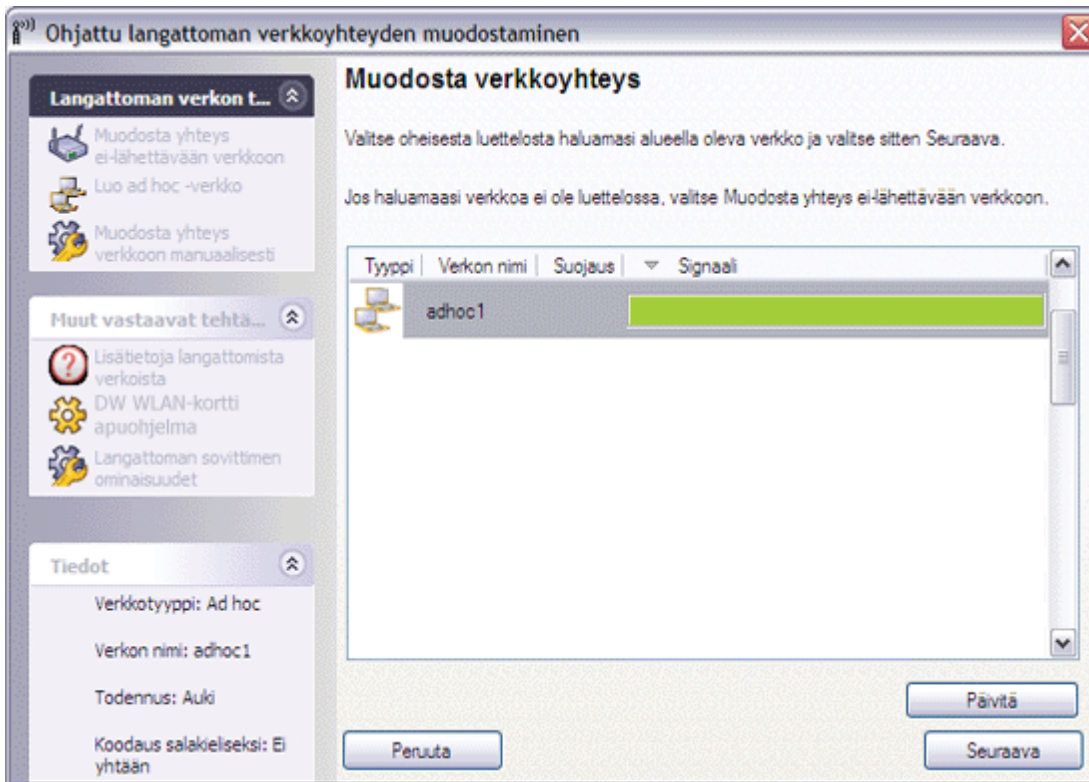 Ohjattu langattoman verkkoyhteyden muodostaminen
Langattoman verkon t...
Muodosta yhteys
ei-lähettävään verkkoon
Luo ad hoc -verkko
Muodosta yhteys
verkkoon manuaalisesti
Muut vastaavat tehtä...
Lisätietoja langattomista
verkoista
DW WLAN-kortti
apuohjelma
Langattoman sovittimen
ominaisuudet
Tiedot
Verkkotyyppi: Ad hoc
Verkon nimi: adhoc1
Todennus: Auki
Koodaus salakieliseksi: Ei
yhtään
Muodosta verkkoyhteys
Valitse oheisesta luettelosta haluamasi alueella oleva verkko ja valitse sitten Seuraava.
Jos haluamaasi verkkoa ei ole luettelossa, valitse Muodosta yhteys ei-lähettävään verkkoon.
Tyyppi Verkon nimi Suojaus Signaali
adhoc1
Päivitä
Peruuta Seuraava